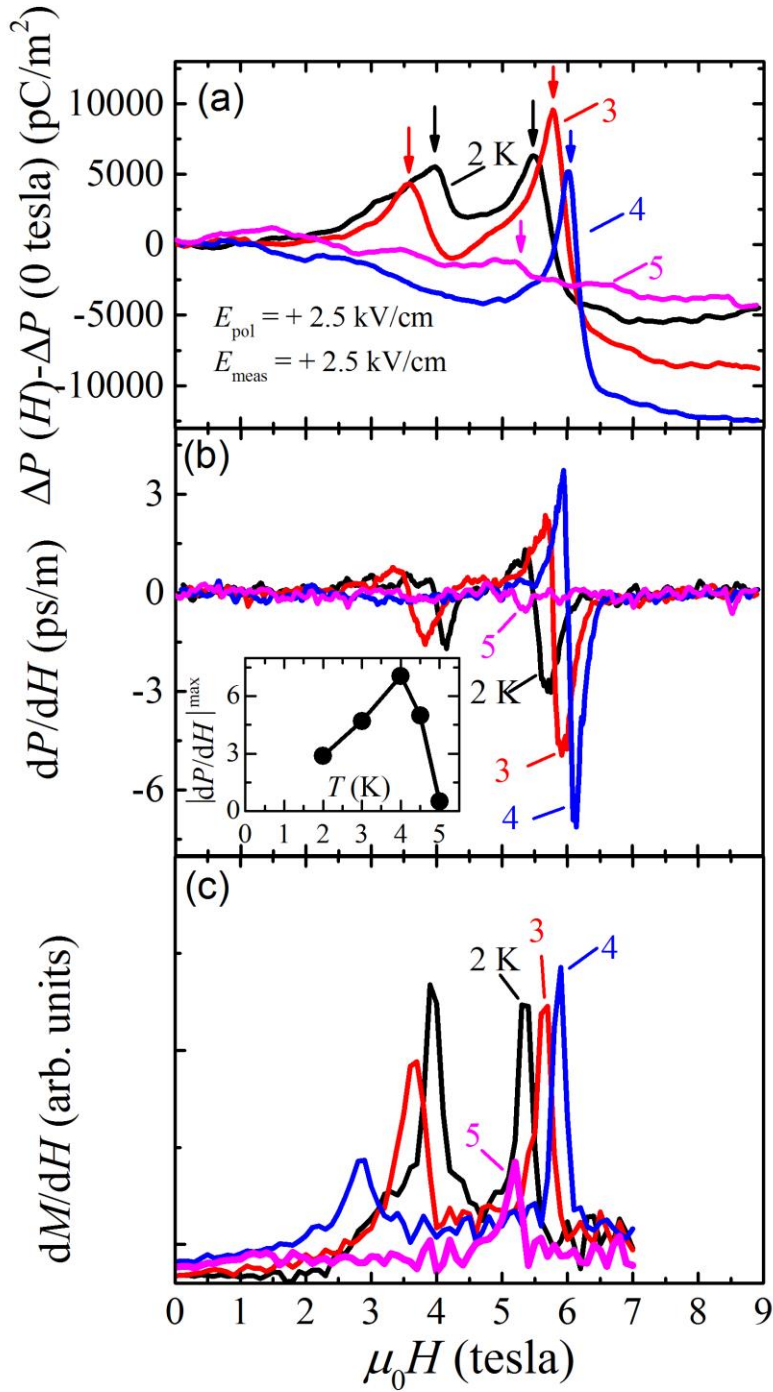 ΔP (H)-ΔP (0 tesla) (pC/m²)
(a)
10000
5000
0
-5000
-10000
2 K
3
4
5
E_pol = + 2.5 kV/cm
E_meas = + 2.5 kV/cm
dP/dH (ps/m)
(b)
3
0
-3
-6
5
2 K
3
4
|dP/dH|^max
6
3
0
T (K)
0 1 2 3 4 5
dM/dH (arb. units)
(c)
2 K
3
4
5
0 1 2 3 4 5 6 7 8 9
μ₀H (tesla)